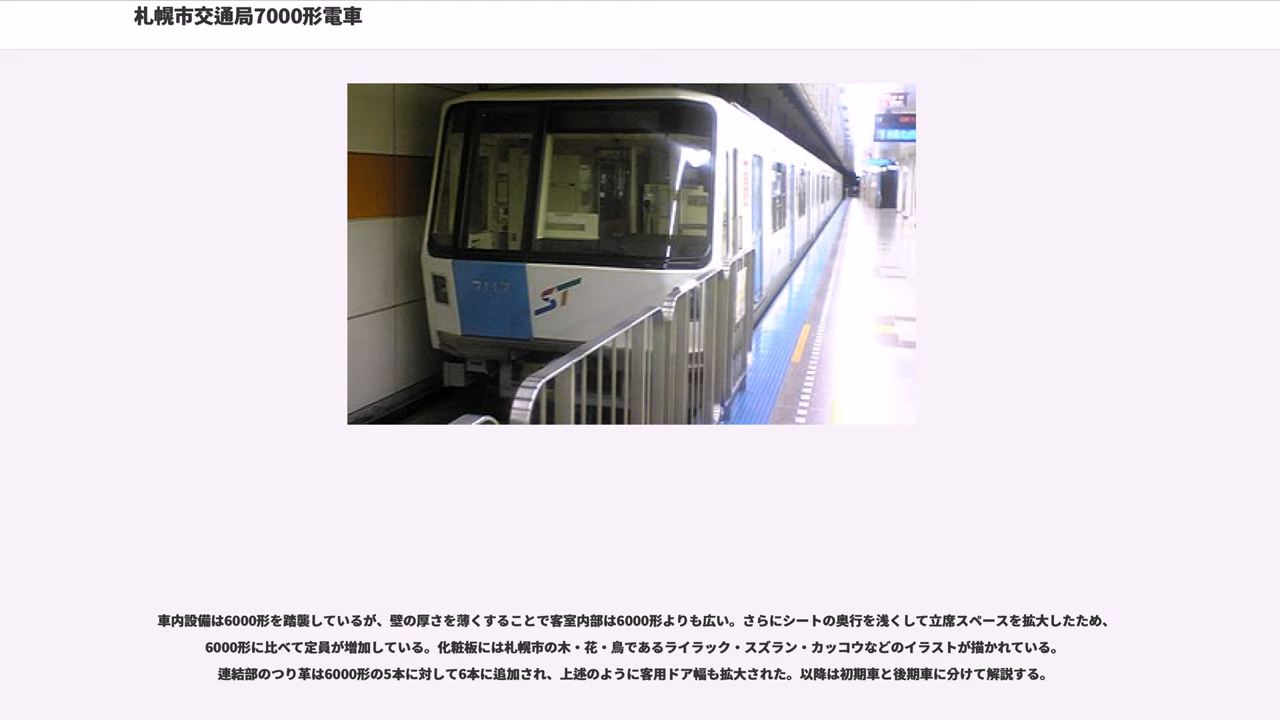 札幌市交通局7000形電車
7117
ST
車内設備は6000形を踏襲しているが、壁の厚さを薄くすることで客室内部は6000形よりも広い。さらにシートの奥行を浅くして立席スペースを拡大したため、
6000形に比べて定員が増加している。化粧板には札幌市の木・花・鳥であるライラック・スズラン・カッコウなどのイラストが描かれている。
連結部のつり革は6000形の5本に対して6本に追加され、上述のように客用ドア幅も拡大された。以降は初期車と後期車に分けて解説する。